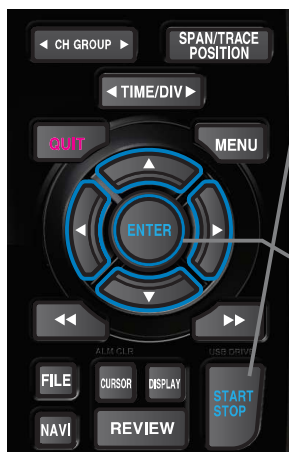 ◄ CH GROUP ►
SPAN/TRACE
POSITION
◄TIME/DIV►
QUIT
MENU
ENTER
ALM CLR
USB DRIVE
FILE
CURSOR
DISPLAY
START
STOP
NAVI
REVIEW